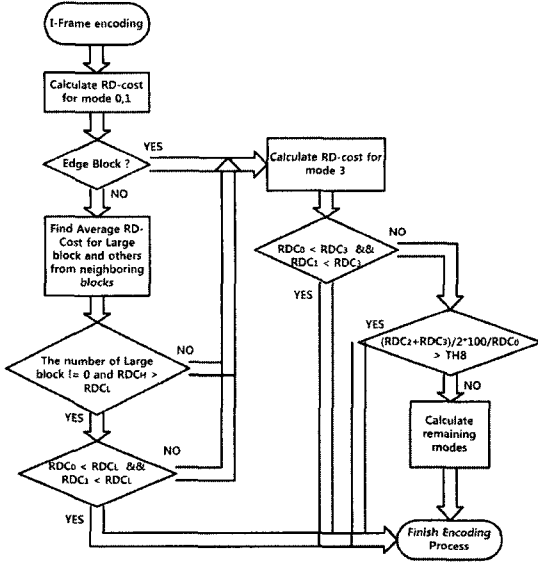 I-Frame encoding
Calculate RD-cost
for mode 0,1
Edge Block ?
YES
NO
Calculate RD-cost for
mode 3
Find Average RD-
Cost for Large
block and others
from neighboring
blocks
RDC0 < RDC3 &&
RDC1 < RDC3
NO
YES
The number of Large
block != 0 and RDCH >
RDCL
NO
YES
YES
(RDC2+RDC3)/2*100/RDC0
> TH8
NO
Calculate
remaining
modes
RDC0 < RDCL &&
RDC1 < RDCL
NO
YES
Finish Encoding
Process